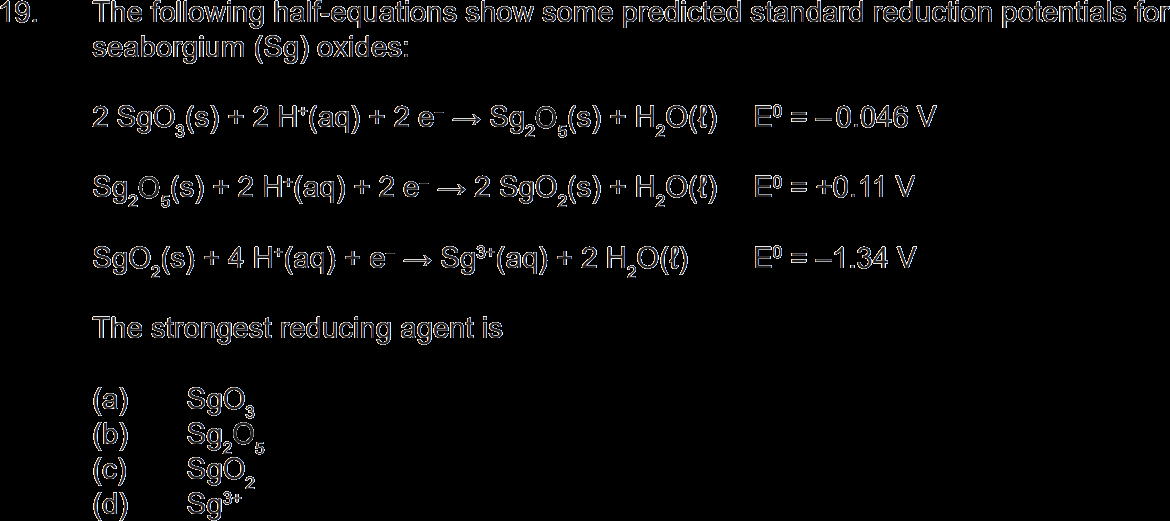 19. The following half-equations show some predicted standard reduction potentials for
seaborgium (Sg) oxides:
2 SgO₃(s) + 2 H⁺(aq) + 2 e⁻ → Sg₂O₅(s) + H₂O(ℓ) E⁰ = –0.046 V
Sg₂O₅(s) + 2 H⁺(aq) + 2 e⁻ → 2 SgO₂(s) + H₂O(ℓ) E⁰ = +0.11 V
SgO₂(s) + 4 H⁺(aq) + e⁻ → Sg³⁺(aq) + 2 H₂O(ℓ) E⁰ = –1.34 V
The strongest reducing agent is
(a) SgO₃
(b) Sg₂O₅
(c) SgO₂
(d) Sg³⁺